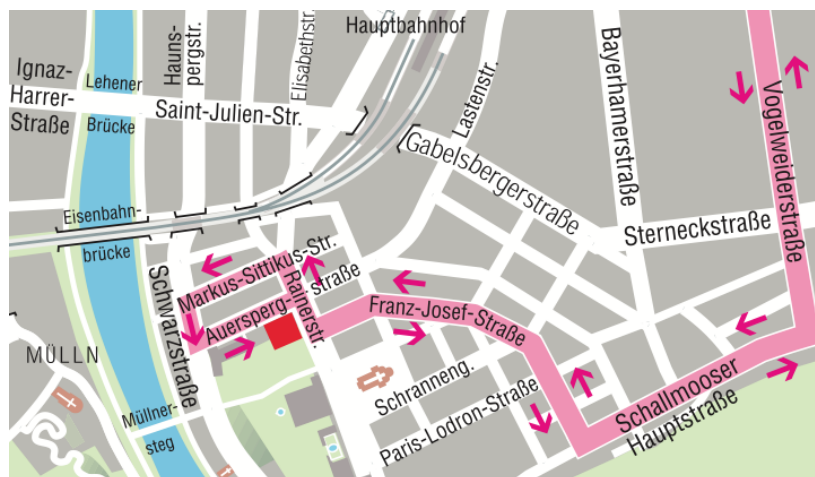 Hauptbahnhof
Ignaz-
Harrer-
Straße
Lehener
Brücke
Hauns-
pergstr.
Elisabethstr.
Saint-Julien-Str.
Lastenstr.
Gabelsbergerstraße
Bayerhamerstraße
Vogelweiderstraße
Sterneckstraße
Eisenbahn-
brücke
Schwarzstraße
Markus-Sittikus-Str.
Auersperg-
straße
Rainerstr.
Franz-Josef-Straße
MÜLLN
Müllner-
steg
Schranneng.
Paris-Lodron-Straße
Schallmooser
Hauptstraße